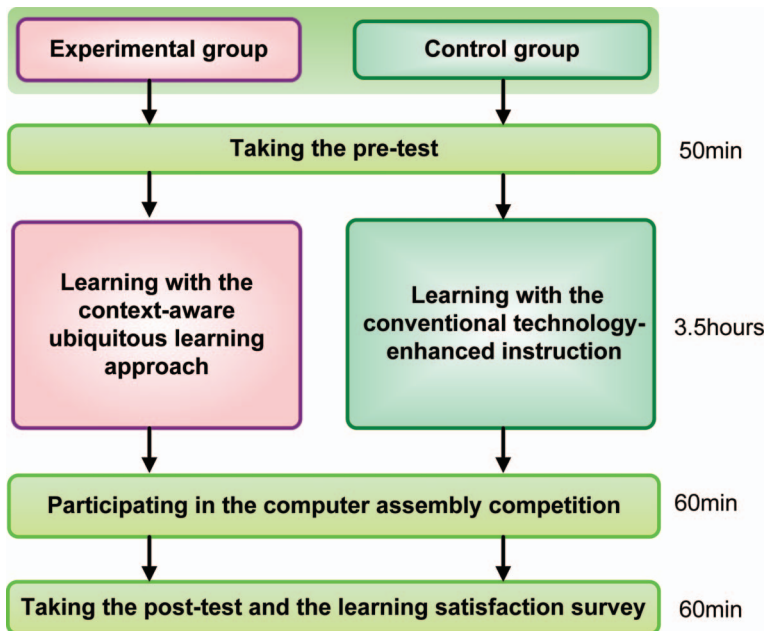 Experimental group
Control group
Taking the pre-test
50min
Learning with the
context-aware
ubiquitous learning
approach
Learning with the
conventional technology-
enhanced instruction
3.5hours
Participating in the computer assembly competition
60min
Taking the post-test and the learning satisfaction survey
60min